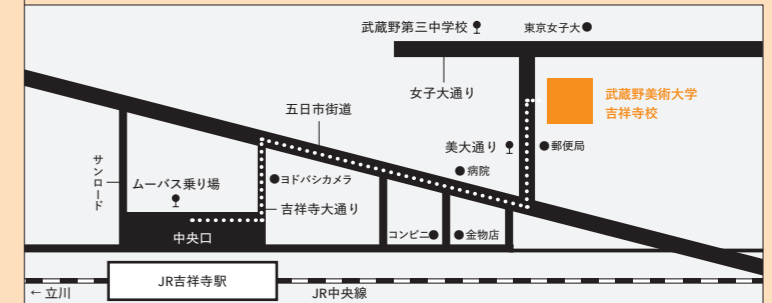 武蔵野第三中学校
東京女子大
女子大通り
武蔵野美術大学
吉祥寺校
五日市街道
美大通り
郵便局
サンロード
ムーバス乗り場
ヨドバシカメラ
病院
吉祥寺大通り
中央口
コンビニ
金物店
JR吉祥寺駅
← 立川
JR中央線